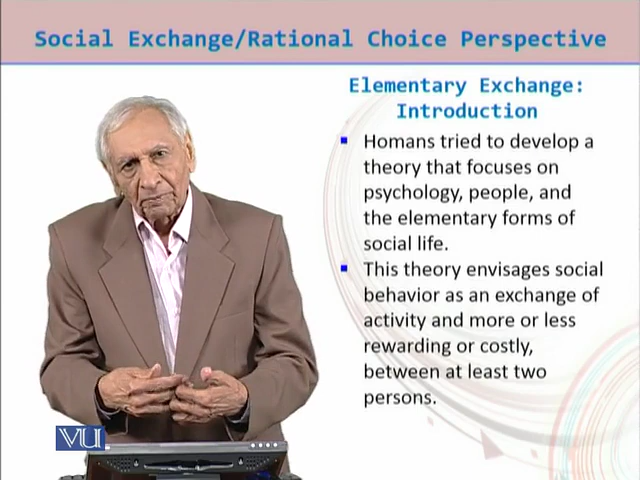 Social Exchange/Rational Choice Perspective
Elementary Exchange:
Introduction
Homans tried to develop a
theory that focuses on
psychology, people, and
the elementary forms of
social life.
This theory envisages social
behavior as an exchange of
activity and more or less
rewarding or costly,
between at least two
persons.
VU